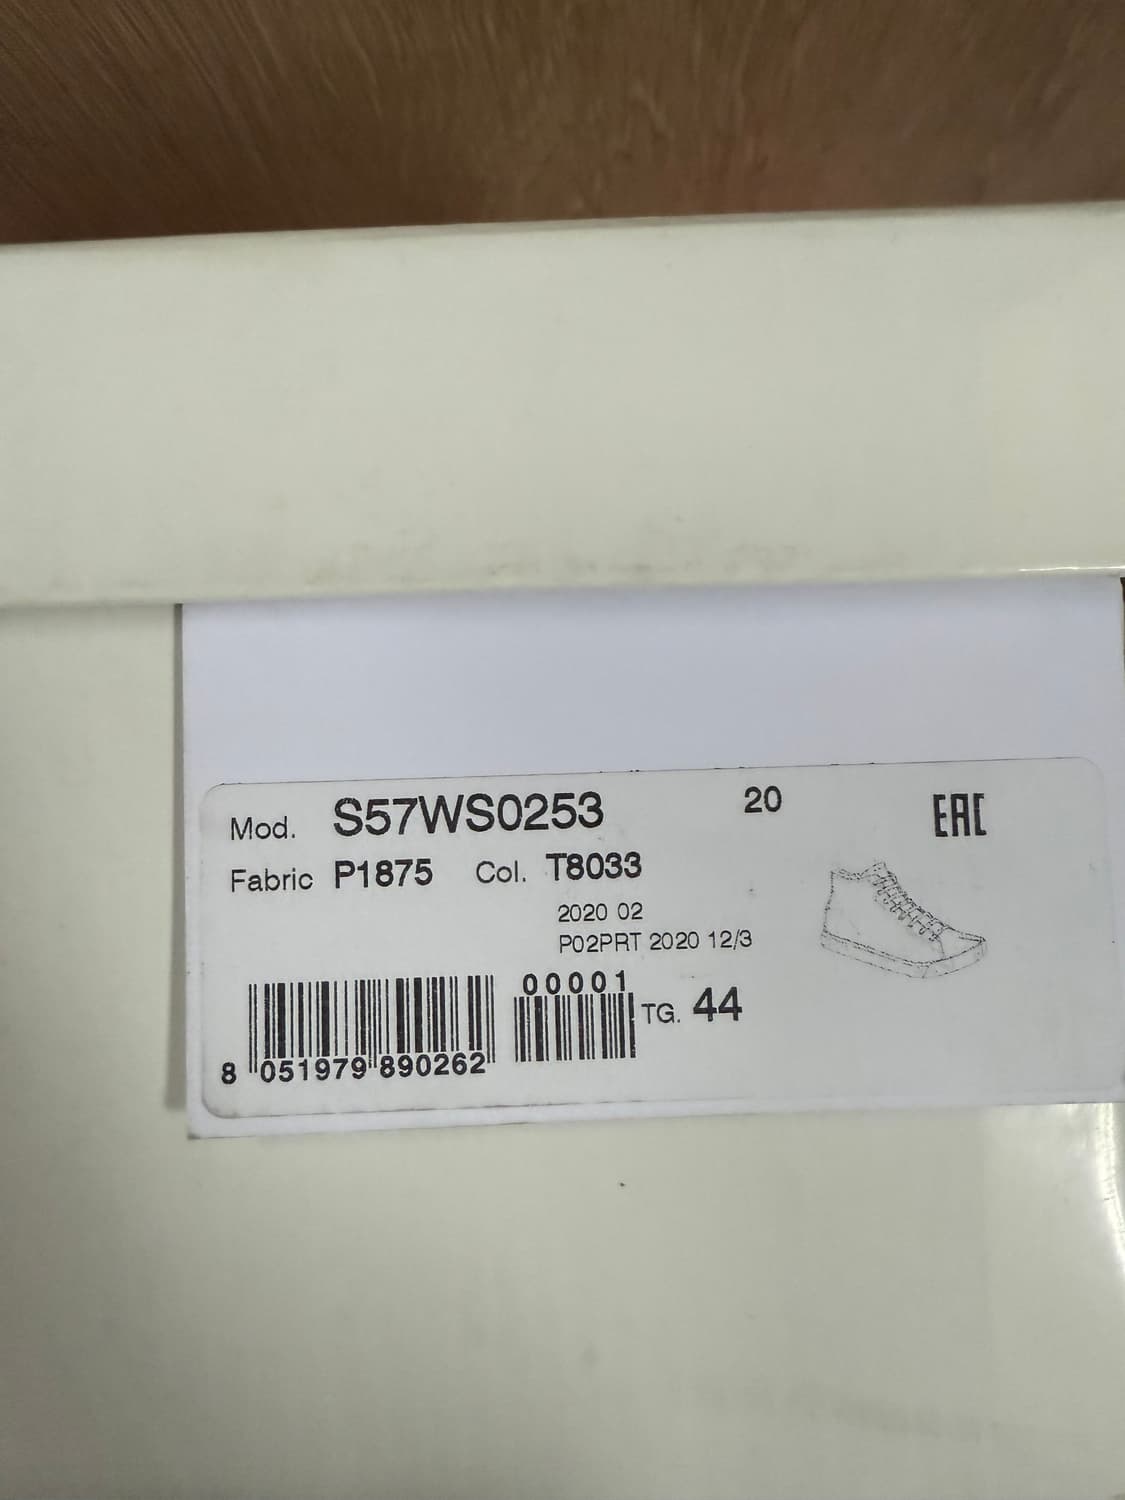 Mod. S57WS0253 20 EAC
Fabric P1875 Col. T8033
2020 02
P02PRT 2020 12/3
00001
TG. 44
8 051979 890262